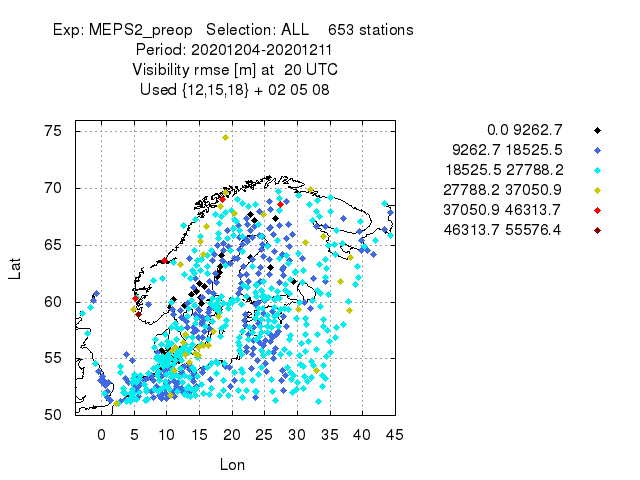 Exp: MEPS2_preop Selection: ALL 653 stations
Period: 20201204-20201211
Visibility rmse [m] at 20 UTC
Used {12,15,18} + 02 05 08
0.0 9262.7
9262.7 18525.5
18525.5 27788.2
27788.2 37050.9
37050.9 46313.7
46313.7 55576.4
75
70
65
60
55
50
Lat
0 5 10 15 20 25 30 35 40 45
Lon